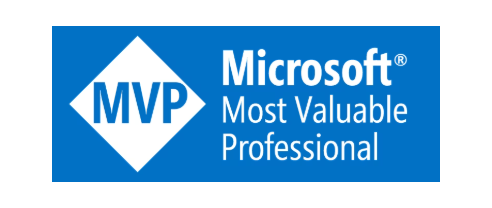 MVP
Microsoft®
Most Valuable
Professional